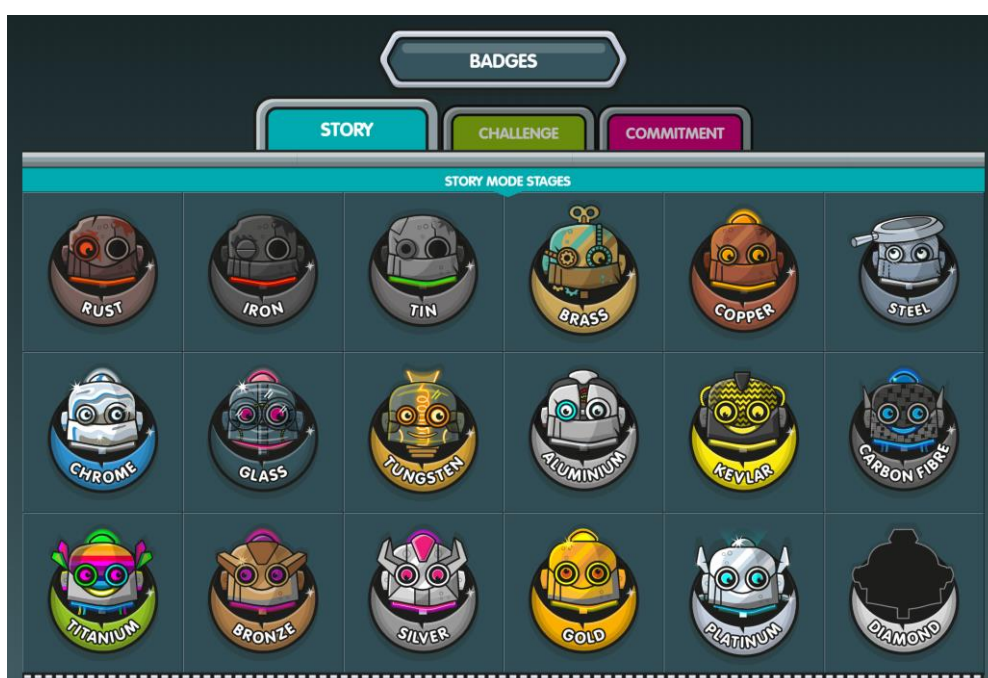 BADGES
STORY CHALLENGE COMMITMENT
STORY MODE STAGES
RUST IRON TIN BRASS COPPER STEEL
CHROME GLASS TUNGSTEN ALUMINIUM KEVLAR CARBON FIBRE
TITANIUM BRONZE SILVER GOLD PLATINUM DIAMOND